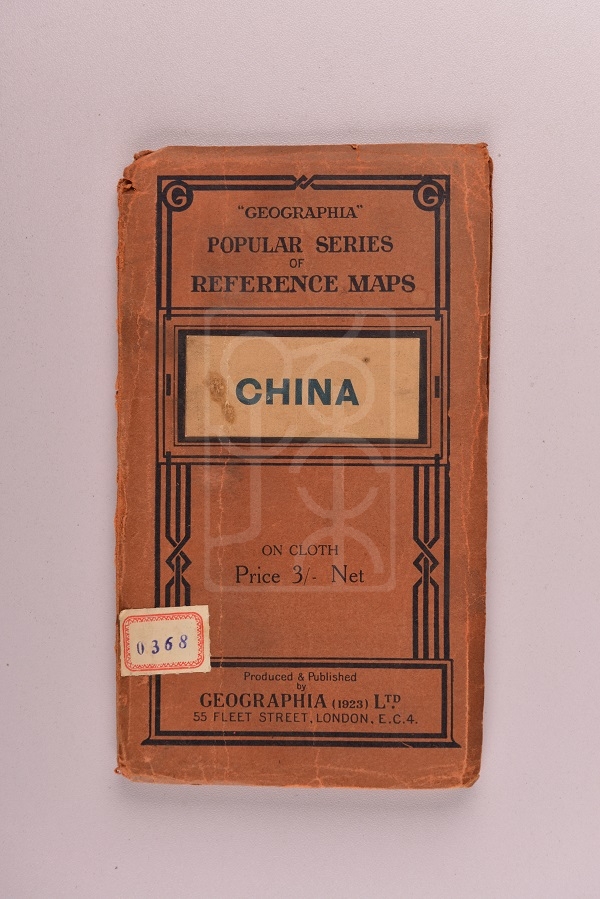 G G
"GEOGRAPHIA"
POPULAR SERIES
OF
REFERENCE MAPS
CHINA
ON CLOTH
Price 3/- Net
0368
Produced & Published
by
GEOGRAPHIA (1923) LTD.
55 FLEET STREET, LONDON, E.C.4.